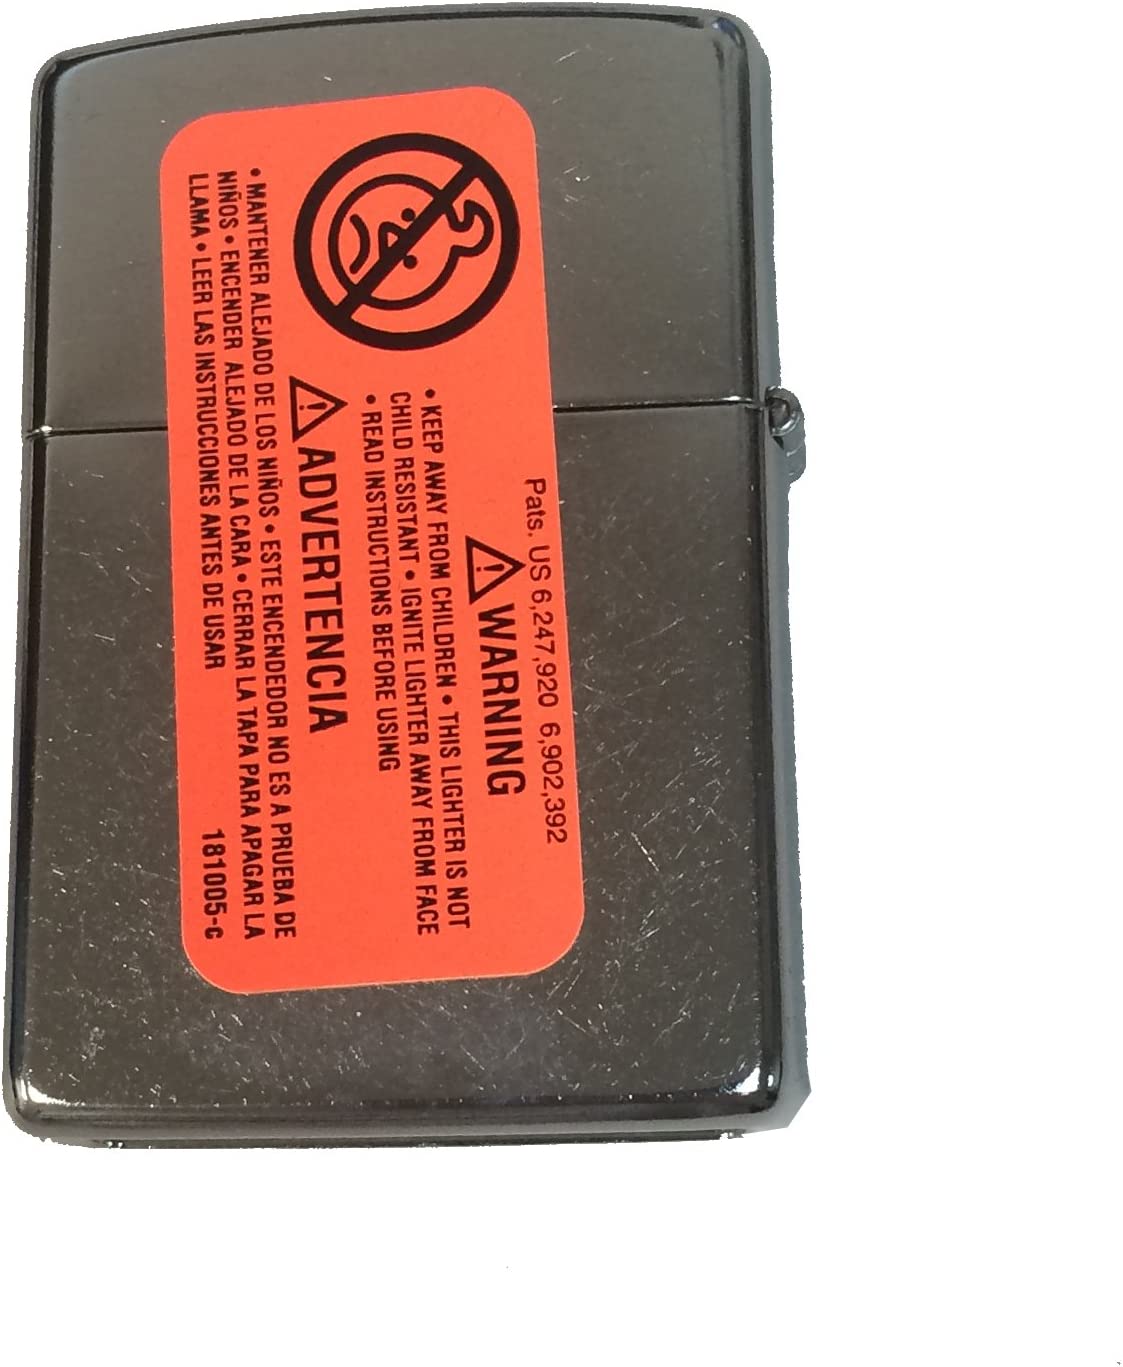 Pats. US 6,247,920 6,902,392
WARNING
• KEEP AWAY FROM CHILDREN • THIS LIGHTER IS NOT
CHILD RESISTANT • IGNITE LIGHTER AWAY FROM FACE
• READ INSTRUCTIONS BEFORE USING
ADVERTENCIA
• MANTENER ALEJADO DE LOS NIÑOS • ESTE ENCENDEDOR NO ES A PRUEBA DE
NIÑOS • ENCENDER ALEJADO DE LA CARA • CERRAR LA TAPA PARA APAGAR LA
LLAMA • LEER LAS INSTRUCCIONES ANTES DE USAR 181005-c